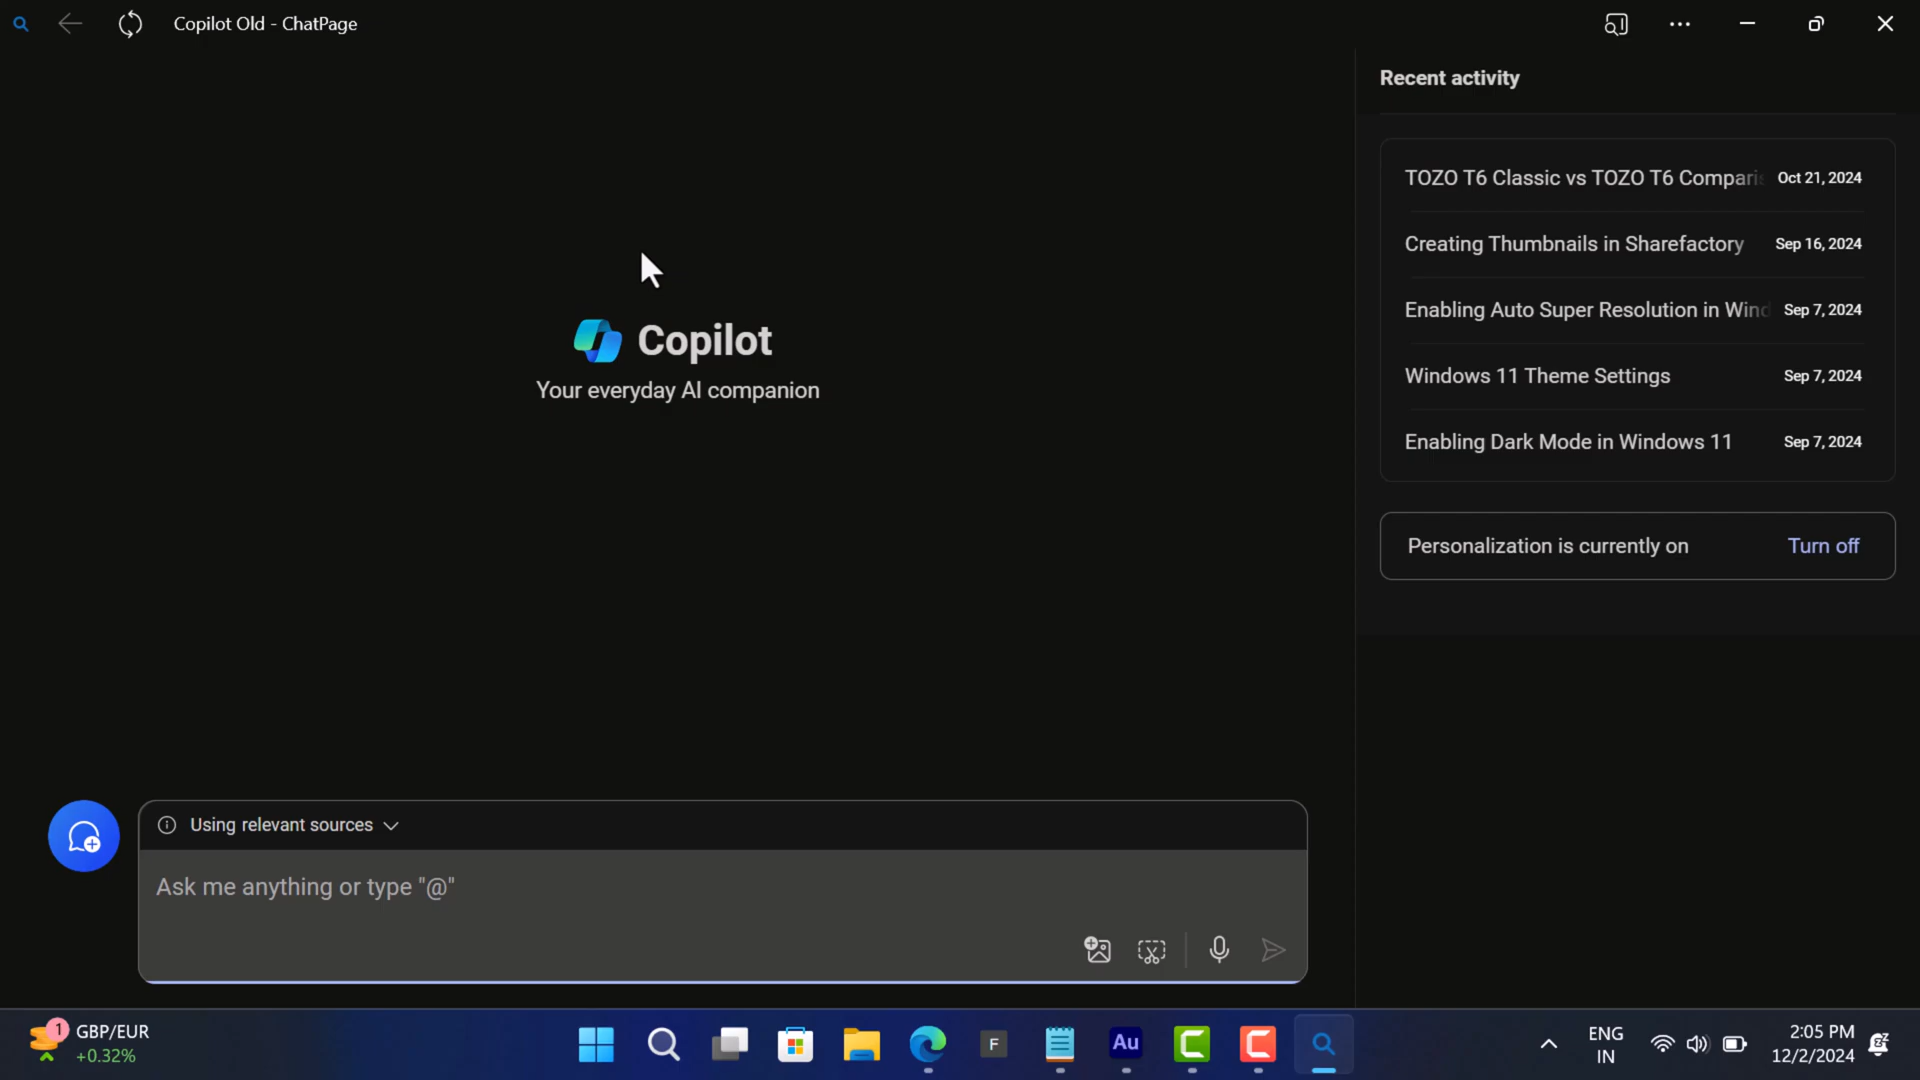 Copilot Old - ChatPage
Recent activity
TOZO T6 Classic vs TOZO T6 Compari Oct 21, 2024
Creating Thumbnails in Sharefactory Sep 16, 2024
Enabling Auto Super Resolution in Wind Sep 7, 2024
Windows 11 Theme Settings Sep 7, 2024
Enabling Dark Mode in Windows 11 Sep 7, 2024
Personalization is currently on Turn off
Copilot
Your everyday AI companion
Using relevant sources
Ask me anything or type "@"
1 GBP/EUR
+0.32%
F
Au
ENG
IN
2:05 PM
12/2/2024